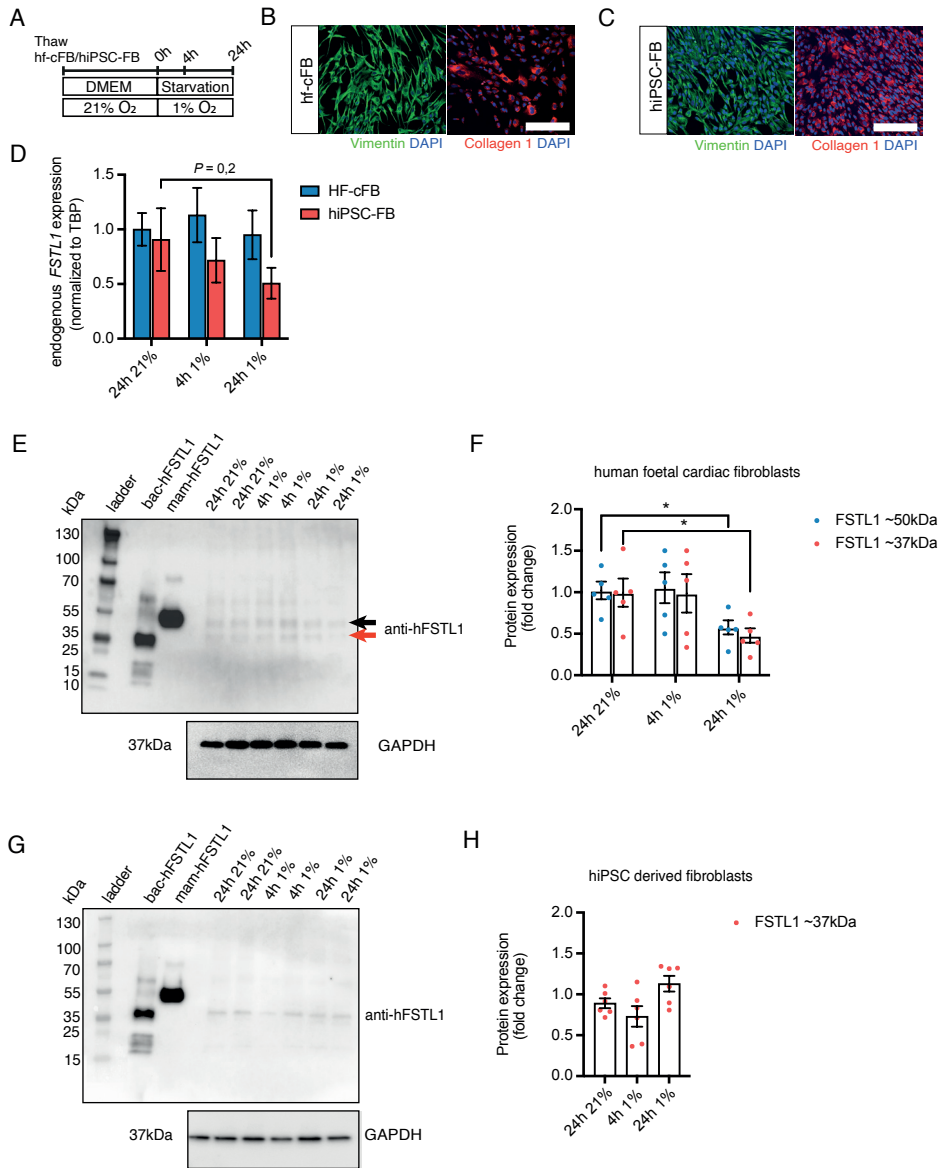 A
Thaw
hf-cFB/hiPSC-FB
0h
4h
24h
DMEM
Starvation
21% O₂
1% O₂
B
hf-cFB
Vimentin DAPI
Collagen 1 DAPI
C
hiPSC-FB
Vimentin DAPI
Collagen 1 DAPI
D
endogenous FSTL1 expression
(normalized to TBP)
1.5
1.0
0.5
0.0
P = 0,2
HF-cFB
hiPSC-FB
24h 21%
4h 1%
24h 1%
E
kDa
ladder
bac-hFSTL1
mam-hFSTL1
24h 21%
24h 21%
4h 1%
4h 1%
24h 1%
24h 1%
130
100
70
55
35
25
15
10
anti-hFSTL1
37kDa
GAPDH
F
human foetal cardiac fibroblasts
Protein expression
(fold change)
2.0
1.5
1.0
0.5
0.0
*
*
FSTL1 ~50kDa
FSTL1 ~37kDa
24h 21%
4h 1%
24h 1%
G
kDa
ladder
bac-hFSTL1
mam-hFSTL1
24h 21%
24h 21%
4h 1%
4h 1%
24h 1%
24h 1%
130
100
70
55
35
25
15
anti-hFSTL1
37kDa
GAPDH
H
hiPSC derived fibroblasts
Protein expression
(fold change)
2.0
1.5
1.0
0.5
0.0
FSTL1 ~37kDa
24h 21%
4h 1%
24h 1%